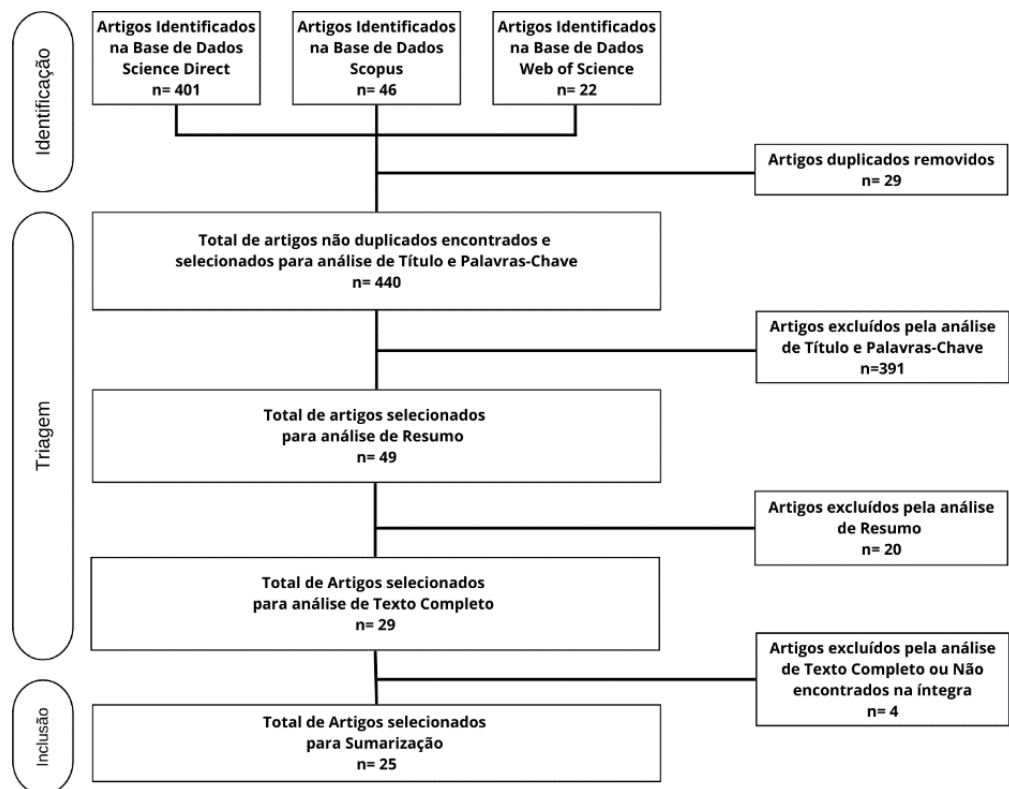 Identificação
Artigos Identificados
na Base de Dados
Science Direct
n= 401
Artigos Identificados
na Base de Dados
Scopus
n= 46
Artigos Identificados
na Base de Dados
Web of Science
n= 22
Artigos duplicados removidos
n= 29
Triagem
Total de artigos não duplicados encontrados e
selecionados para análise de Título e Palavras-Chave
n= 440
Artigos excluídos pela análise
de Título e Palavras-Chave
n=391
Total de artigos selecionados
para análise de Resumo
n= 49
Artigos excluídos pela análise
de Resumo
n= 20
Total de Artigos selecionados
para análise de Texto Completo
n= 29
Artigos excluídos pela análise
de Texto Completo ou Não
encontrados na íntegra
n= 4
Inclusão
Total de Artigos selecionados
para Sumarização
n= 25